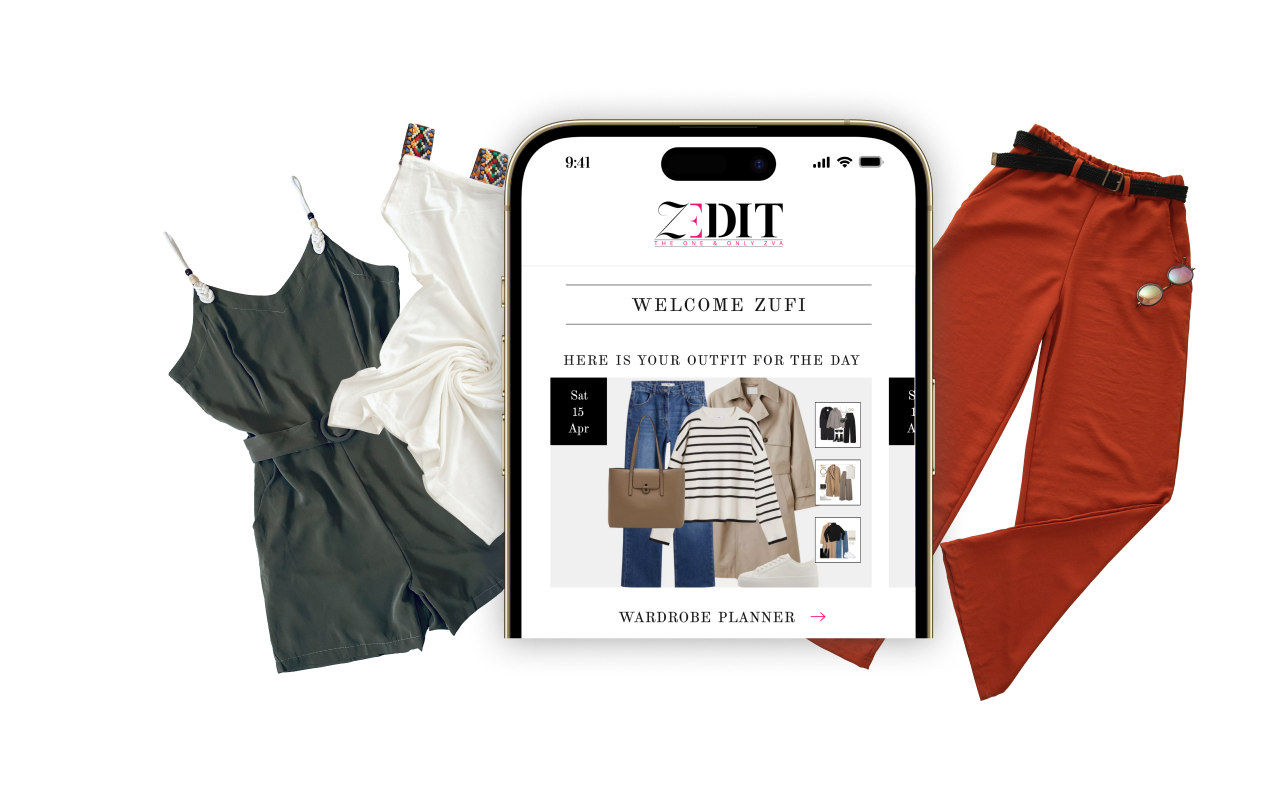 9:41
ZEDIT
THE ONE & ONLY ZVA
WELCOME ZUFI
HERE IS YOUR OUTFIT FOR THE DAY
Sat
15
Apr
S
1
A
WARDROBE PLANNER →